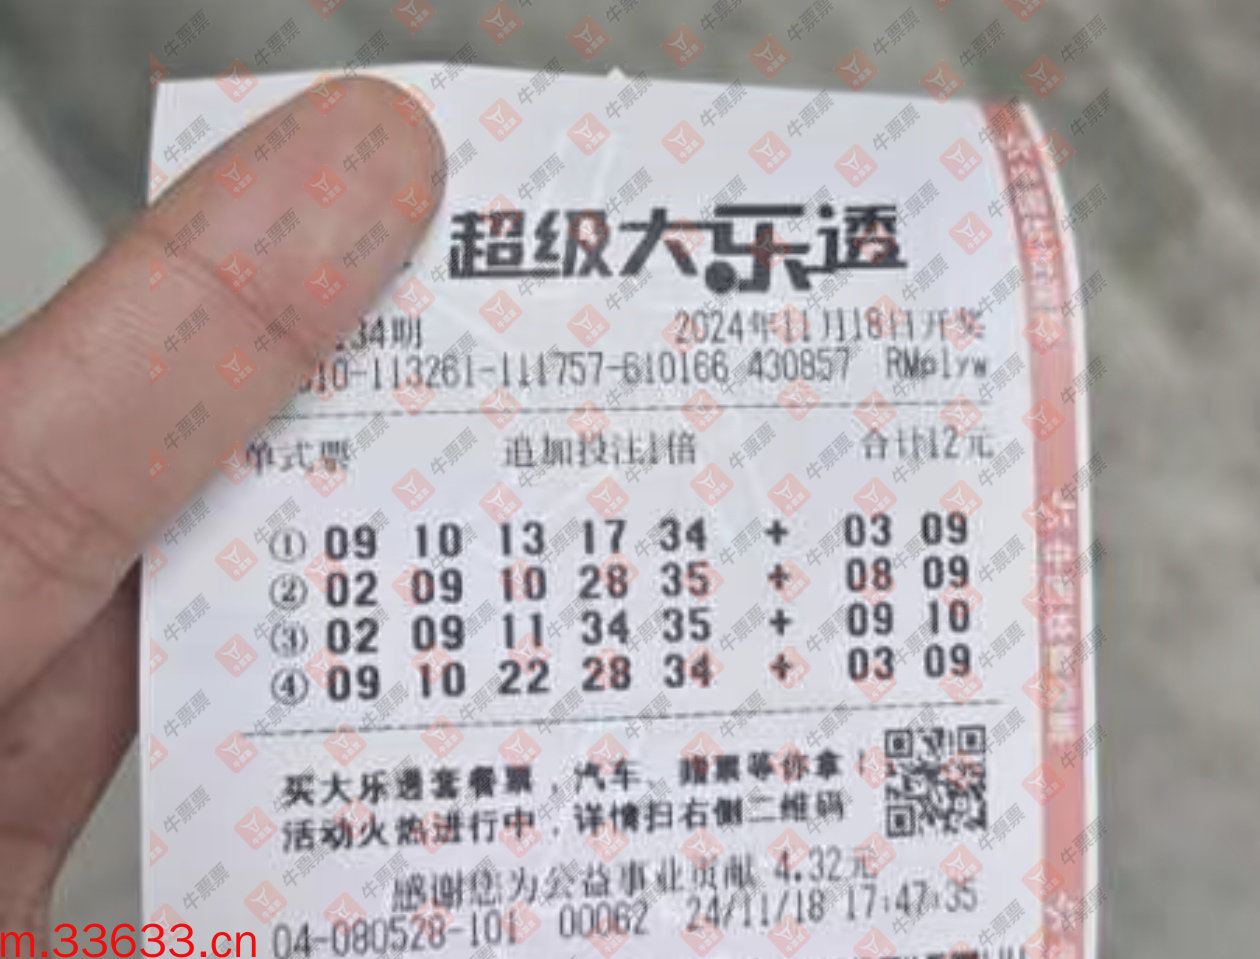 超级大乐透
134期 2024年11月18日开奖
610-113261-111757-610166 430857 RMplyw
单式票 追加投注1倍 合计12元
① 09 10 13 17 34 + 03 09
② 02 09 10 28 35 + 08 09
③ 02 09 11 34 35 + 09 10
④ 09 10 22 28 34 + 03 09
买大乐透套餐票，汽车、赠票等你拿！
活动火热进行中，详情扫右侧二维码
感谢您为公益事业贡献 4.32元
04-080528-101 00062 24/11/18 17:47:35
m.33633.cn
牛票票